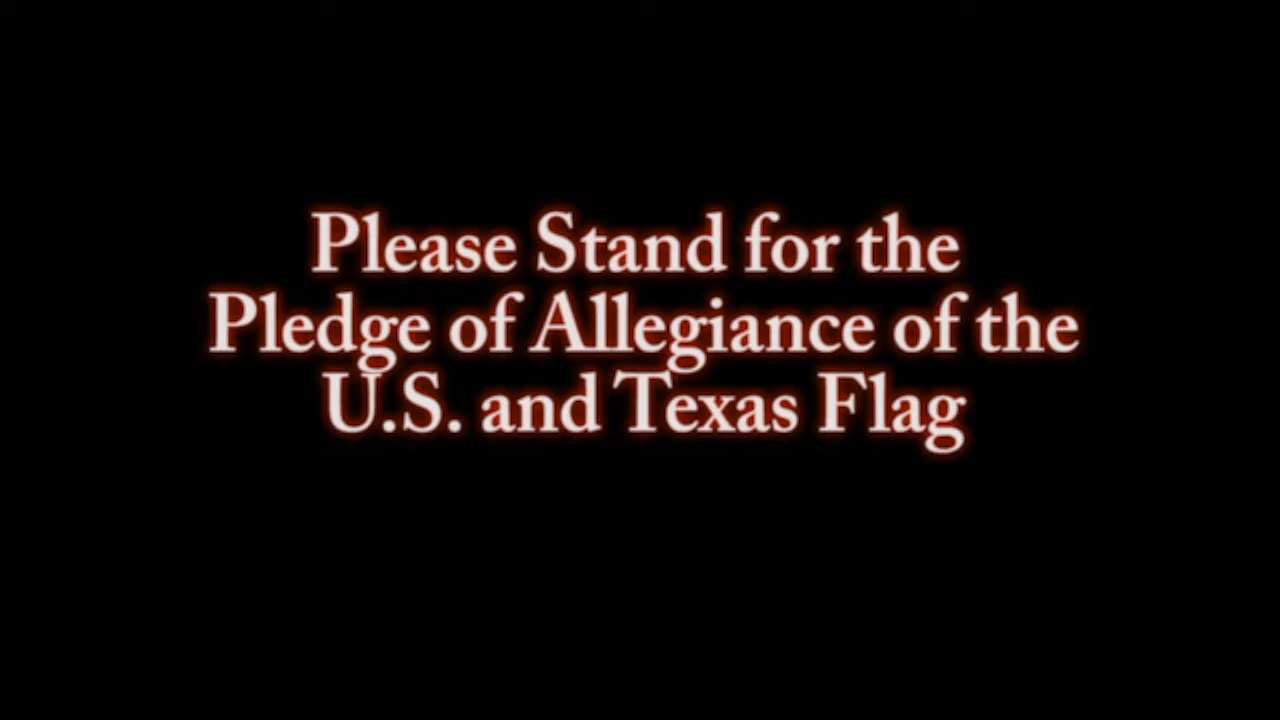 Please Stand for the
Pledge of Allegiance of the
U.S. and Texas Flag